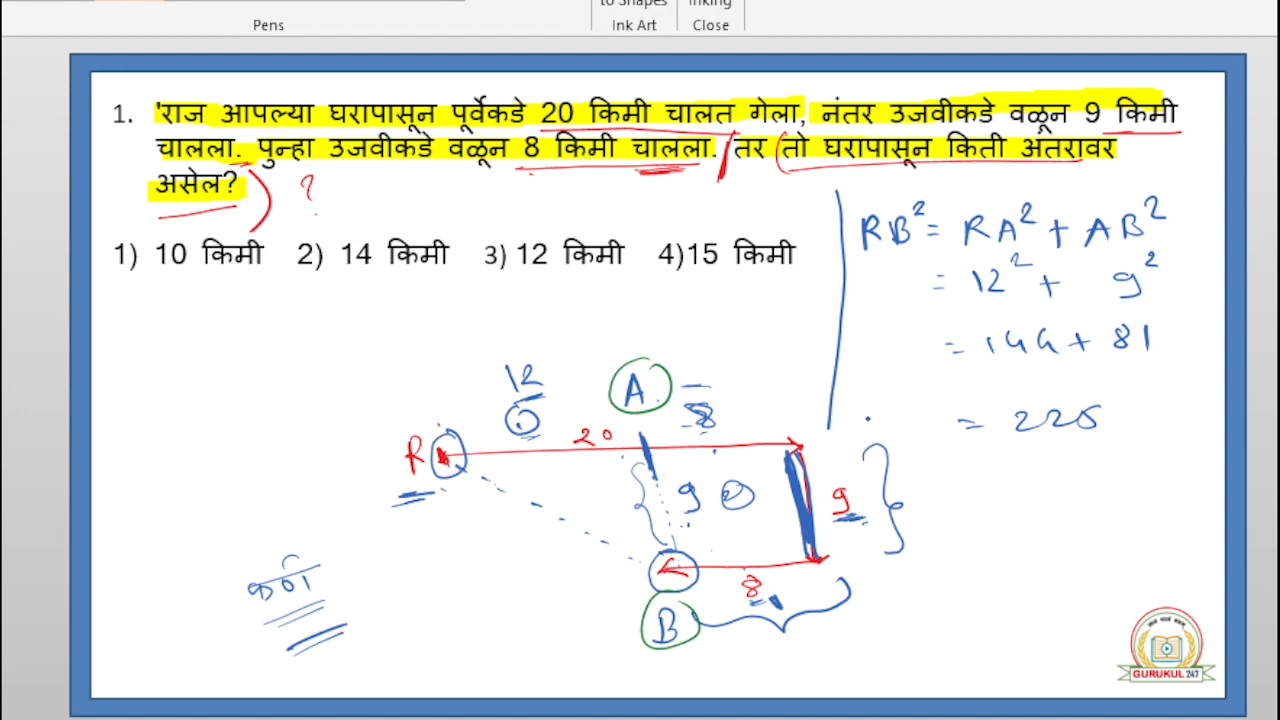 to Shapes
Inking
Pens
Ink Art
Close
1. 'राज आपल्या घरापासून पूर्वेकडे 20 किमी चालत गेला, नंतर उजवीकडे वळून 9 किमी
चालला. पुन्हा उजवीकडे वळून 8 किमी चालला. तर तो घरापासून किती अंतरावर
असेल?
?
1) 10 किमी 2) 14 किमी 3) 12 किमी 4)15 किमी
RB² = RA² + AB²
= 12² + 9²
= 144 + 81
= 225
12
A
8
20
R
9
9
8
कर्ण
B
GURUKUL 247